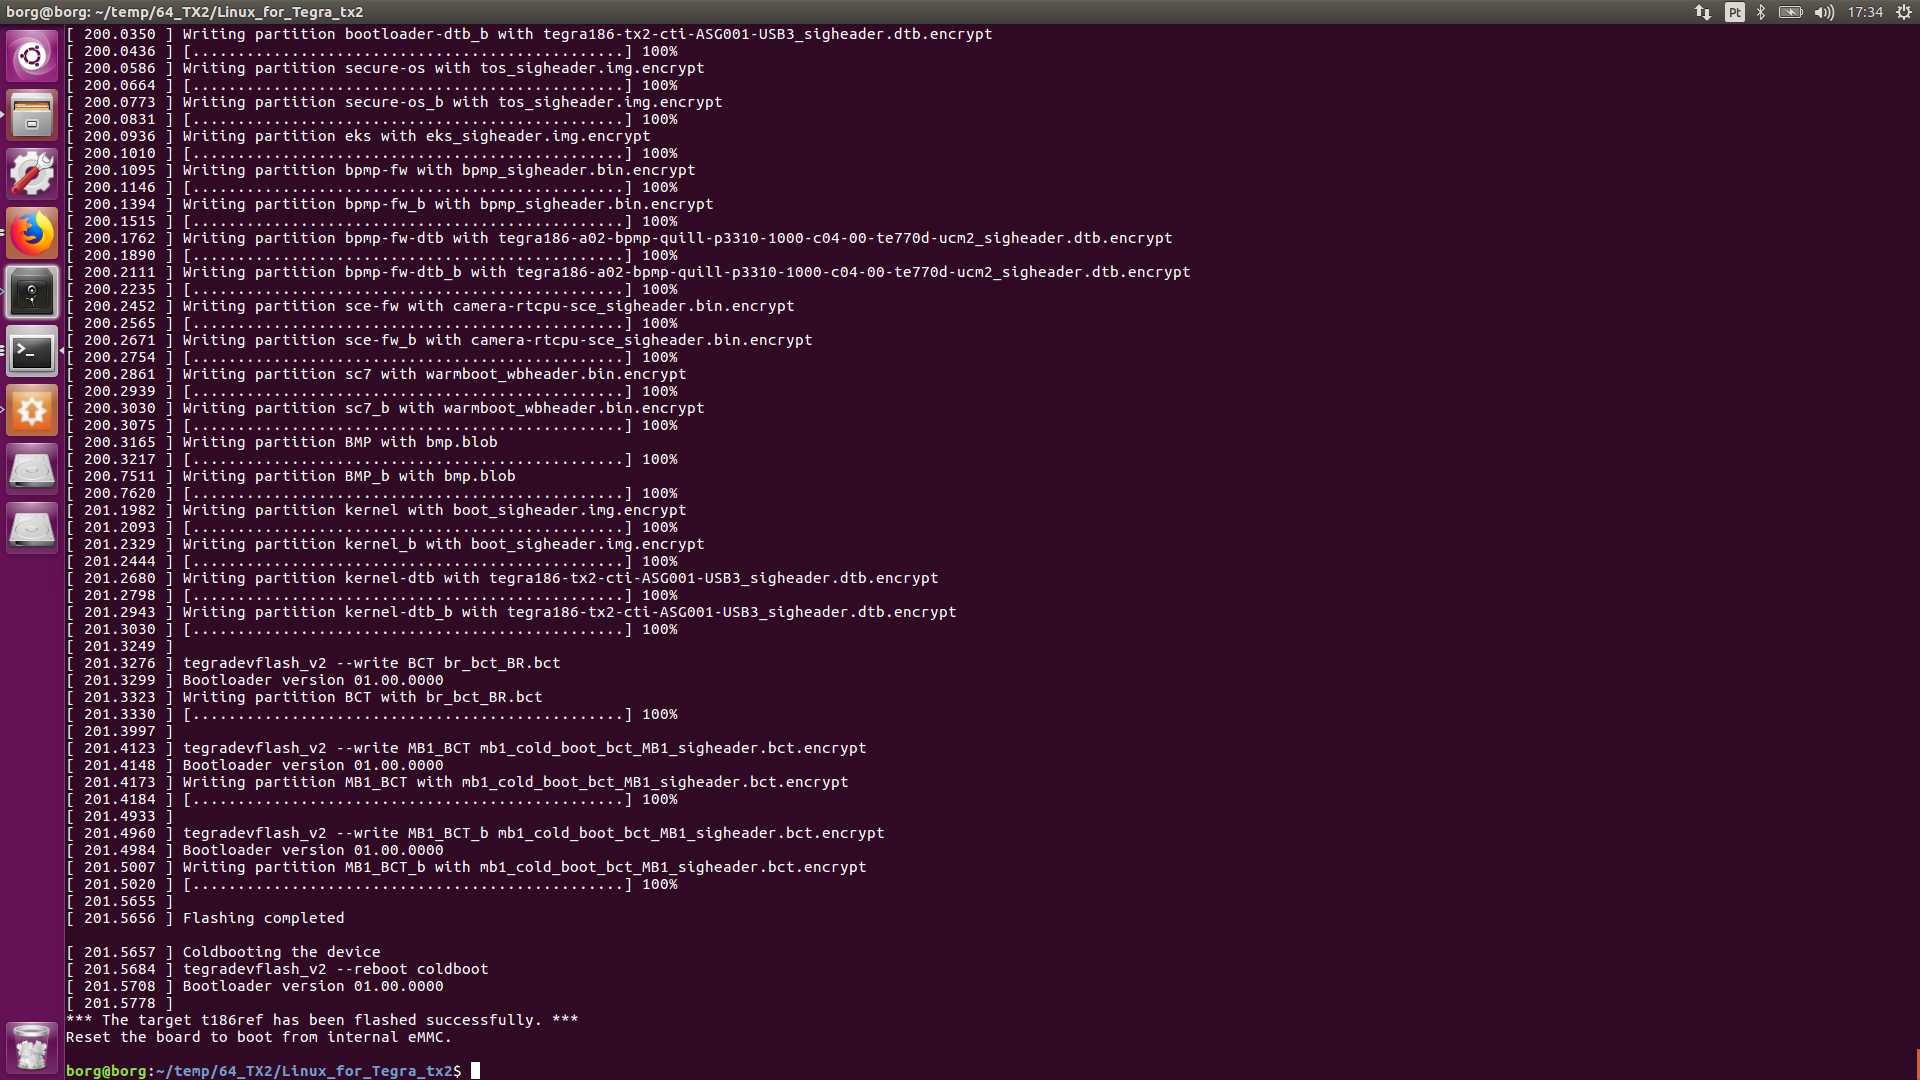 borg@borg: ~/temp/64_TX2/Linux_for_Tegra_tx2 Pt 17:34
[ 200.0350 ] Writing partition bootloader-dtb_b with tegra186-tx2-cti-ASG001-USB3_sigheader.dtb.encrypt
[ 200.0436 ] [................................................] 100%
[ 200.0586 ] Writing partition secure-os with tos_sigheader.img.encrypt
[ 200.0664 ] [................................................] 100%
[ 200.0773 ] Writing partition secure-os_b with tos_sigheader.img.encrypt
[ 200.0831 ] [................................................] 100%
[ 200.0936 ] Writing partition eks with eks_sigheader.img.encrypt
[ 200.1010 ] [................................................] 100%
[ 200.1095 ] Writing partition bpmp-fw with bpmp_sigheader.bin.encrypt
[ 200.1146 ] [................................................] 100%
[ 200.1394 ] Writing partition bpmp-fw_b with bpmp_sigheader.bin.encrypt
[ 200.1515 ] [................................................] 100%
[ 200.1762 ] Writing partition bpmp-fw-dtb with tegra186-a02-bpmp-quill-p3310-1000-c04-00-te770d-ucm2_sigheader.dtb.encrypt
[ 200.1890 ] [................................................] 100%
[ 200.2111 ] Writing partition bpmp-fw-dtb_b with tegra186-a02-bpmp-quill-p3310-1000-c04-00-te770d-ucm2_sigheader.dtb.encrypt
[ 200.2235 ] [................................................] 100%
[ 200.2452 ] Writing partition sce-fw with camera-rtcpu-sce_sigheader.bin.encrypt
[ 200.2565 ] [................................................] 100%
[ 200.2671 ] Writing partition sce-fw_b with camera-rtcpu-sce_sigheader.bin.encrypt
[ 200.2754 ] [................................................] 100%
[ 200.2861 ] Writing partition sc7 with warmboot_wbheader.bin.encrypt
[ 200.2939 ] [................................................] 100%
[ 200.3030 ] Writing partition sc7_b with warmboot_wbheader.bin.encrypt
[ 200.3075 ] [................................................] 100%
[ 200.3165 ] Writing partition BMP with bmp.blob
[ 200.3217 ] [................................................] 100%
[ 200.7511 ] Writing partition BMP_b with bmp.blob
[ 200.7620 ] [................................................] 100%
[ 201.1982 ] Writing partition kernel with boot_sigheader.img.encrypt
[ 201.2093 ] [................................................] 100%
[ 201.2329 ] Writing partition kernel_b with boot_sigheader.img.encrypt
[ 201.2444 ] [................................................] 100%
[ 201.2680 ] Writing partition kernel-dtb with tegra186-tx2-cti-ASG001-USB3_sigheader.dtb.encrypt
[ 201.2798 ] [................................................] 100%
[ 201.2943 ] Writing partition kernel-dtb_b with tegra186-tx2-cti-ASG001-USB3_sigheader.dtb.encrypt
[ 201.3030 ] [................................................] 100%
[ 201.3249 ]
[ 201.3276 ] tegradevflash_v2 --write BCT br_bct_BR.bct
[ 201.3299 ] Bootloader version 01.00.0000
[ 201.3323 ] Writing partition BCT with br_bct_BR.bct
[ 201.3330 ] [................................................] 100%
[ 201.3997 ]
[ 201.4123 ] tegradevflash_v2 --write MB1_BCT mb1_cold_boot_bct_MB1_sigheader.bct.encrypt
[ 201.4148 ] Bootloader version 01.00.0000
[ 201.4173 ] Writing partition MB1_BCT with mb1_cold_boot_bct_MB1_sigheader.bct.encrypt
[ 201.4184 ] [................................................] 100%
[ 201.4933 ]
[ 201.4960 ] tegradevflash_v2 --write MB1_BCT_b mb1_cold_boot_bct_MB1_sigheader.bct.encrypt
[ 201.4984 ] Bootloader version 01.00.0000
[ 201.5007 ] Writing partition MB1_BCT_b with mb1_cold_boot_bct_MB1_sigheader.bct.encrypt
[ 201.5020 ] [................................................] 100%
[ 201.5655 ]
[ 201.5656 ] Flashing completed
[ 201.5657 ] Coldbooting the device
[ 201.5684 ] tegradevflash_v2 --reboot coldboot
[ 201.5708 ] Bootloader version 01.00.0000
[ 201.5778 ]
*** The target t186ref has been flashed successfully. ***
Reset the board to boot from internal eMMC.
borg@borg:~/temp/64_TX2/Linux_for_Tegra_tx2$